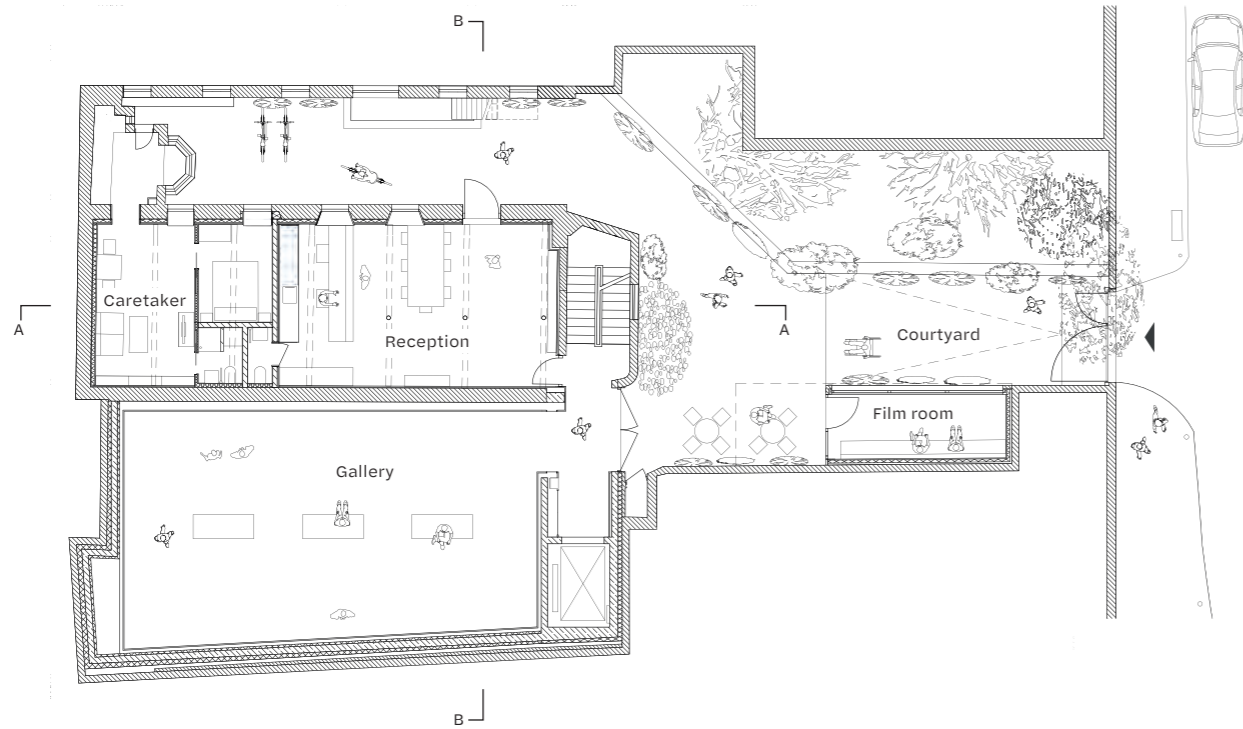 B
Caretaker
A
Reception
A
Courtyard
Film room
Gallery
B